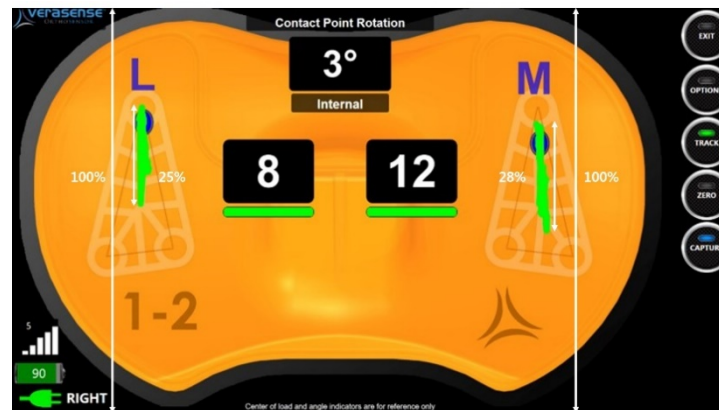 VERASENSE
Contact Point Rotation
EXIT
3°
L
M
Internal
OPTION
TRACK
100%
25%
8
12
28%
100%
ZERO
CAPTUR
1-2
5
90
RIGHT
Center of load and angle indicators are for reference only